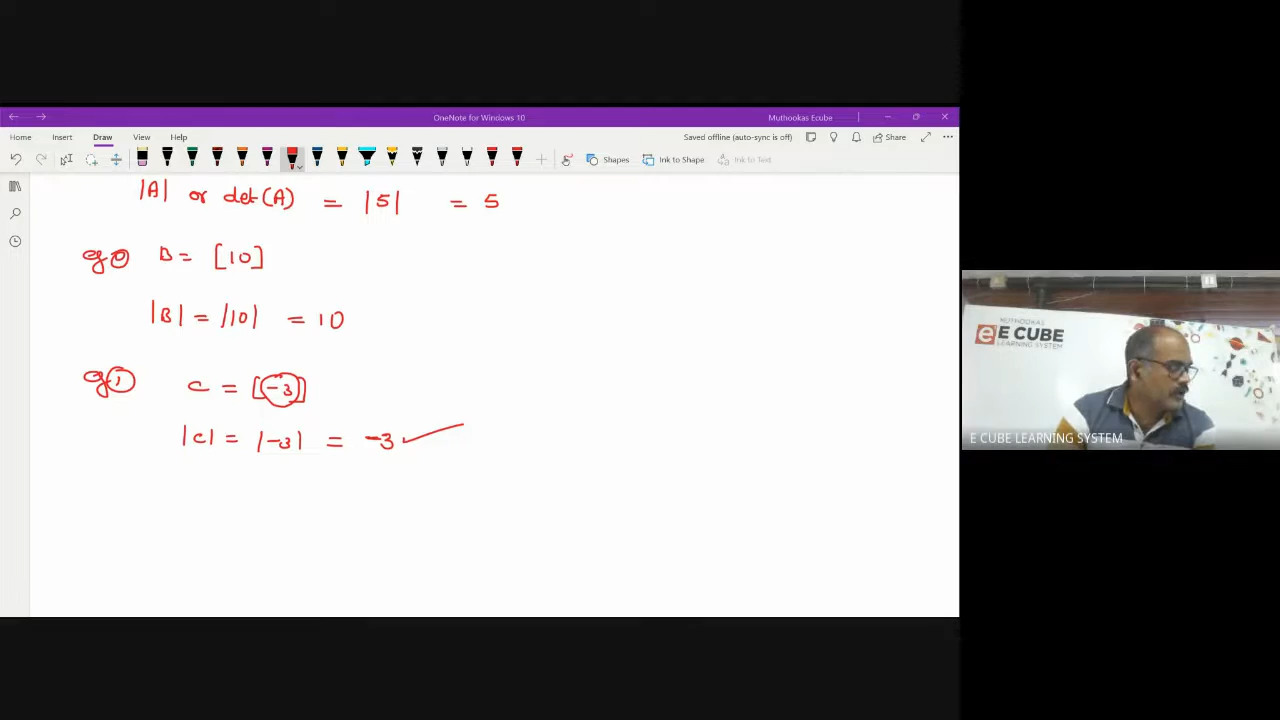 OneNote for Windows 10
Muthookas Ecube
Home Insert Draw View Help
Saved offline (auto-sync is off)
Share
Shapes
Ink to Shape
Ink to Text
|A| or det(A) = |5| = 5
eg B = [10]
|B| = |10| = 10
eg C = [-3]
|C| = |-3| = -3
MUTHOOKAS
e E CUBE
LEARNING SYSTEM
E CUBE LEARNING SYSTEM